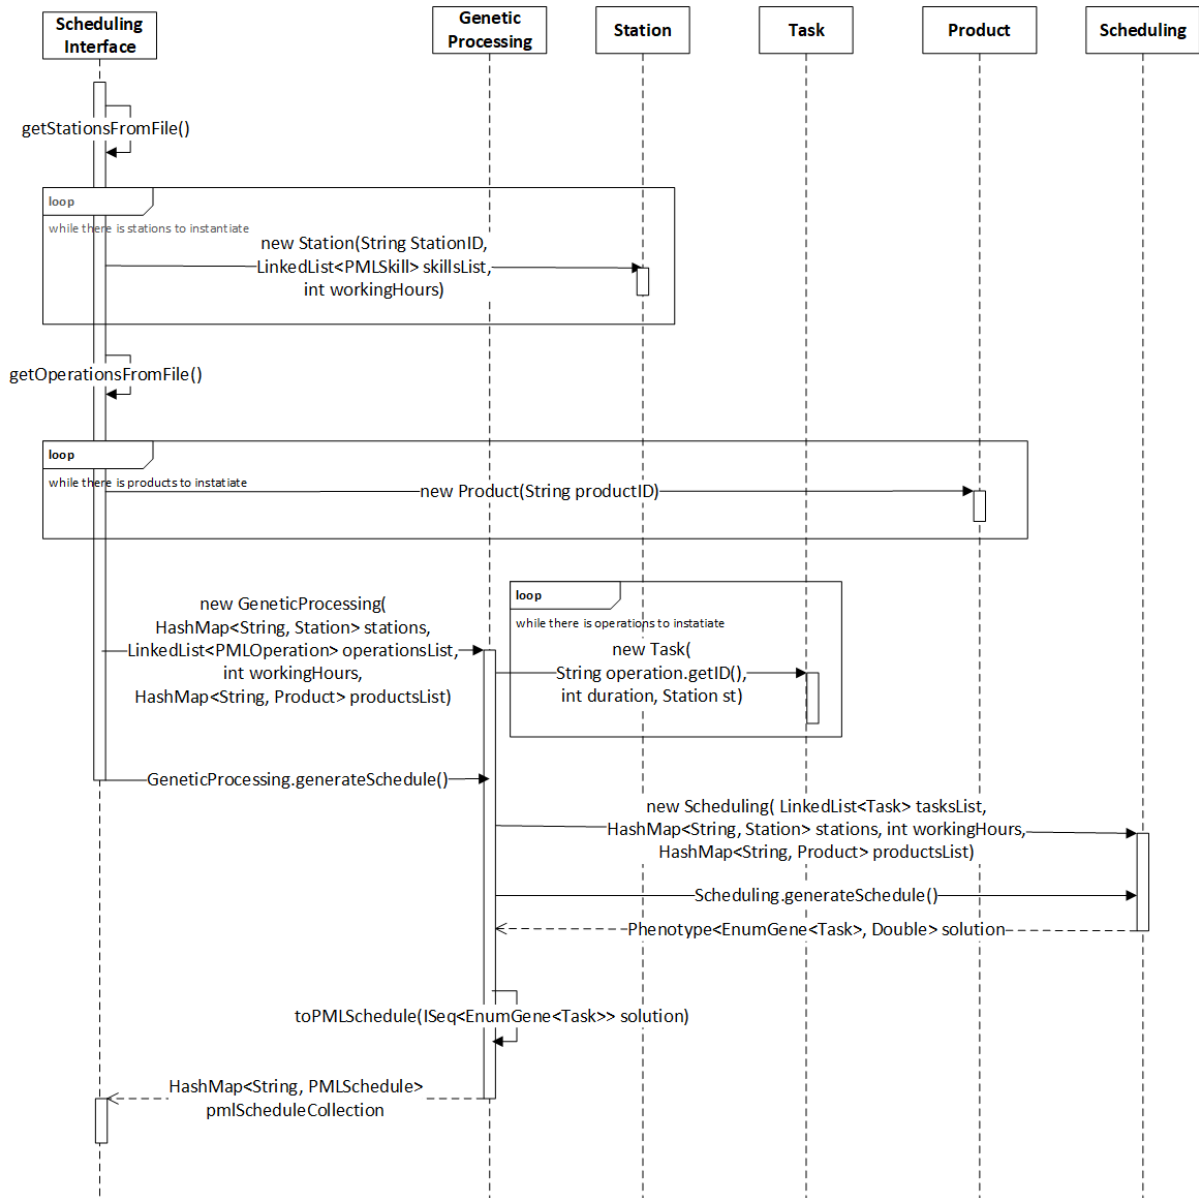 Scheduling
Interface
Genetic
Processing
Station
Task
Product
Scheduling
getStationsFromFile()
loop
while there is stations to instantiate
new Station(String StationID,
LinkedList<PMLSkill> skillsList,
int workingHours)
getOperationsFromFile()
loop
while there is products to instatiate
new Product(String productID)
new GeneticProcessing(
HashMap<String, Station> stations,
LinkedList<PMLOperation> operationsList,
int workingHours,
HashMap<String, Product> productsList)
loop
while there is operations to instatiate
new Task(
String operation.getID(),
int duration, Station st)
GeneticProcessing.generateSchedule()
new Scheduling( LinkedList<Task> tasksList,
HashMap<String, Station> stations, int workingHours,
HashMap<String, Product> productsList)
Scheduling.generateSchedule()
Phenotype<EnumGene<Task>, Double> solution
toPMLSchedule(ISeq<EnumGene<Task>> solution)
HashMap<String, PMLSchedule>
pmlScheduleCollection